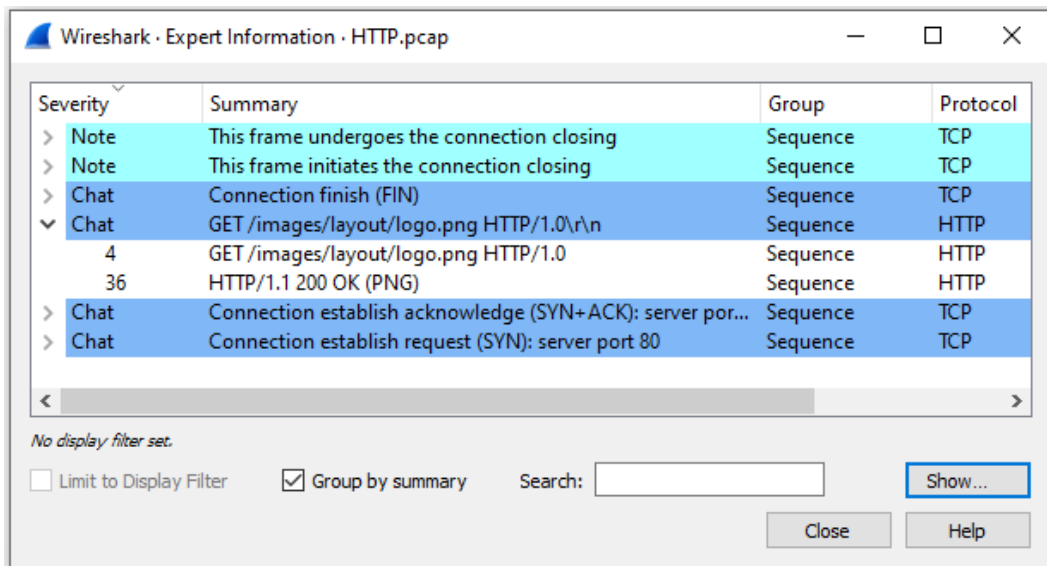 Wireshark · Expert Information · HTTP.pcap
Severity Summary Group Protocol
Note This frame undergoes the connection closing Sequence TCP
Note This frame initiates the connection closing Sequence TCP
Chat Connection finish (FIN) Sequence TCP
Chat GET /images/layout/logo.png HTTP/1.0\r\n Sequence HTTP
4 GET /images/layout/logo.png HTTP/1.0 Sequence HTTP
36 HTTP/1.1 200 OK (PNG) Sequence HTTP
Chat Connection establish acknowledge (SYN+ACK): server por... Sequence TCP
Chat Connection establish request (SYN): server port 80 Sequence TCP
No display filter set.
Limit to Display Filter Group by summary Search: Show...
Close Help